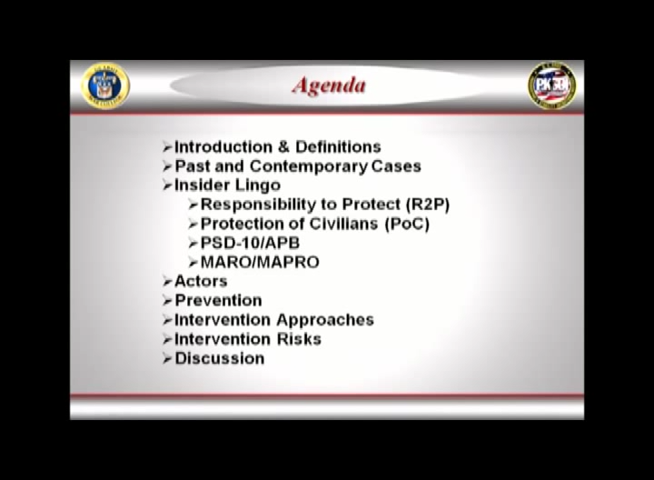 Agenda
➢Introduction & Definitions
➢Past and Contemporary Cases
➢Insider Lingo
➢Responsibility to Protect (R2P)
➢Protection of Civilians (PoC)
➢PSD-10/APB
➢MARO/MAPRO
➢Actors
➢Prevention
➢Intervention Approaches
➢Intervention Risks
➢Discussion